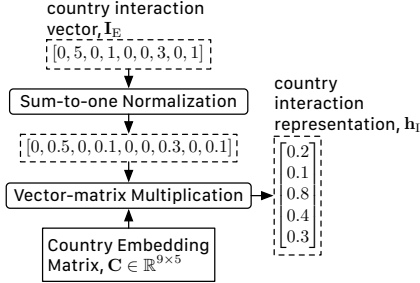 country interaction
vector, I_E
[0, 5, 0, 1, 0, 0, 3, 0, 1]
Sum-to-one Normalization
[0, 0.5, 0, 0.1, 0, 0, 0.3, 0, 0.1]
Vector-matrix Multiplication
Country Embedding
Matrix, C ∈ ℝ^{9×5}
country
interaction
representation, h_I
0.2
0.1
0.8
0.4
0.3